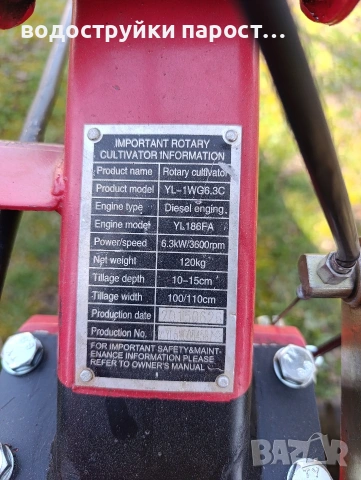 водоструйки парост...
IMPORTANT ROTARY
CULTIVATOR INFORMATION
Product name Rotary cultivator
Product model YL-1WG6.3C
Engine type Diesel enging
Engine model YL186FA
Power/speed 6.3kW/3600rpm
Net weight 120kg
Tillage depth 10-15cm
Tillage width 100/110cm
Production date
Production No.
FOR IMPORTANT SAFETY&MAINT-
ENANCE INFORMATION PLEASE
REFER TO OWNER'S MANUAL
BAZAR